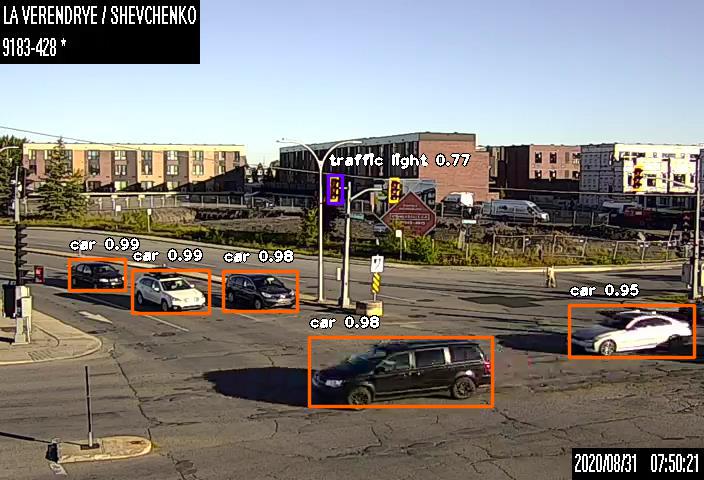 LA VERENDRYE / SHEVCHENKO
9183-428 *
traffic light 0.77
car 0.99
car 0.99
car 0.98
car 0.95
car 0.98
2020/08/31 07:50:21